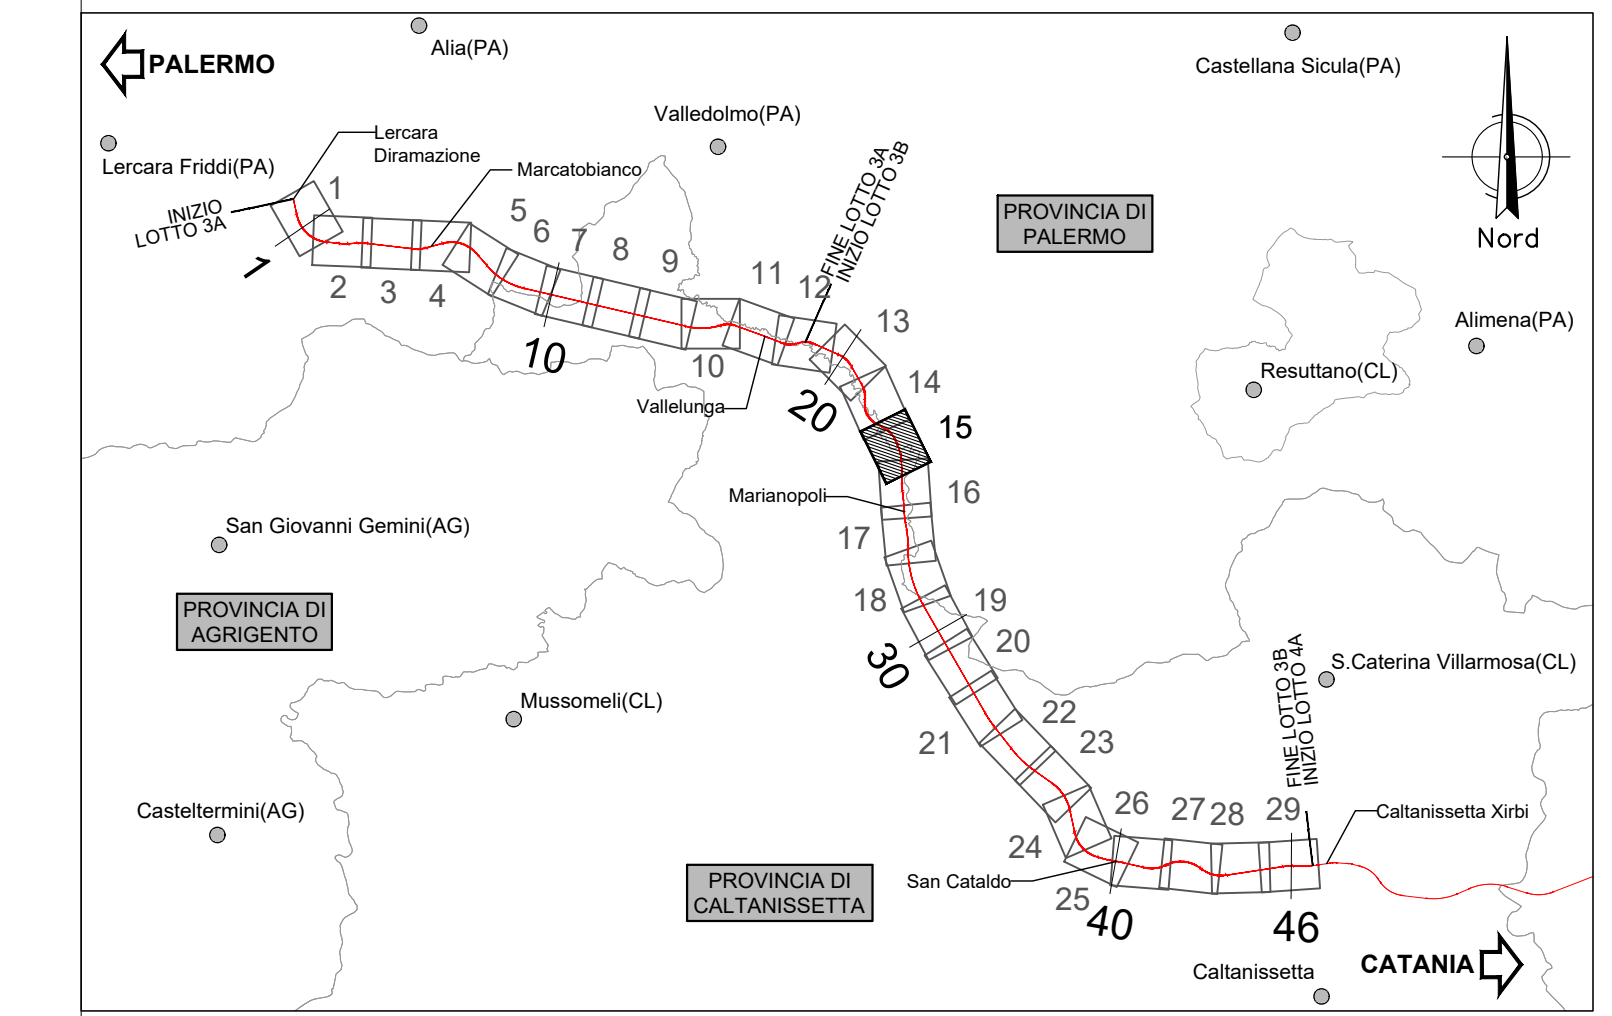 PALERMO
Alia(PA)
Castellana Sicula(PA)
Valledolmo(PA)
Lercara
Diramazione
Lercara Friddi(PA)
Marcatobianco
INIZIO
LOTTO 3A
FINE LOTTO 3A
INIZIO LOTTO 3B
PROVINCIA DI
PALERMO
Nord
1
1
2
3
4
5
6
7
8
9
10
10
11
12
13
14
15
20
Vallelunga
Alimena(PA)
Resuttano(CL)
Marianopoli
16
17
18
19
20
30
San Giovanni Gemini(AG)
PROVINCIA DI
AGRIGENTO
Mussomeli(CL)
Casteltermini(AG)
21
22
23
24
25
26
27
28
29
40
46
FINE LOTTO 3B
INIZIO LOTTO 4A
S.Caterina Villarmosa(CL)
Caltanissetta Xirbi
San Cataldo
PROVINCIA DI
CALTANISSETTA
CATANIA
Caltanissetta